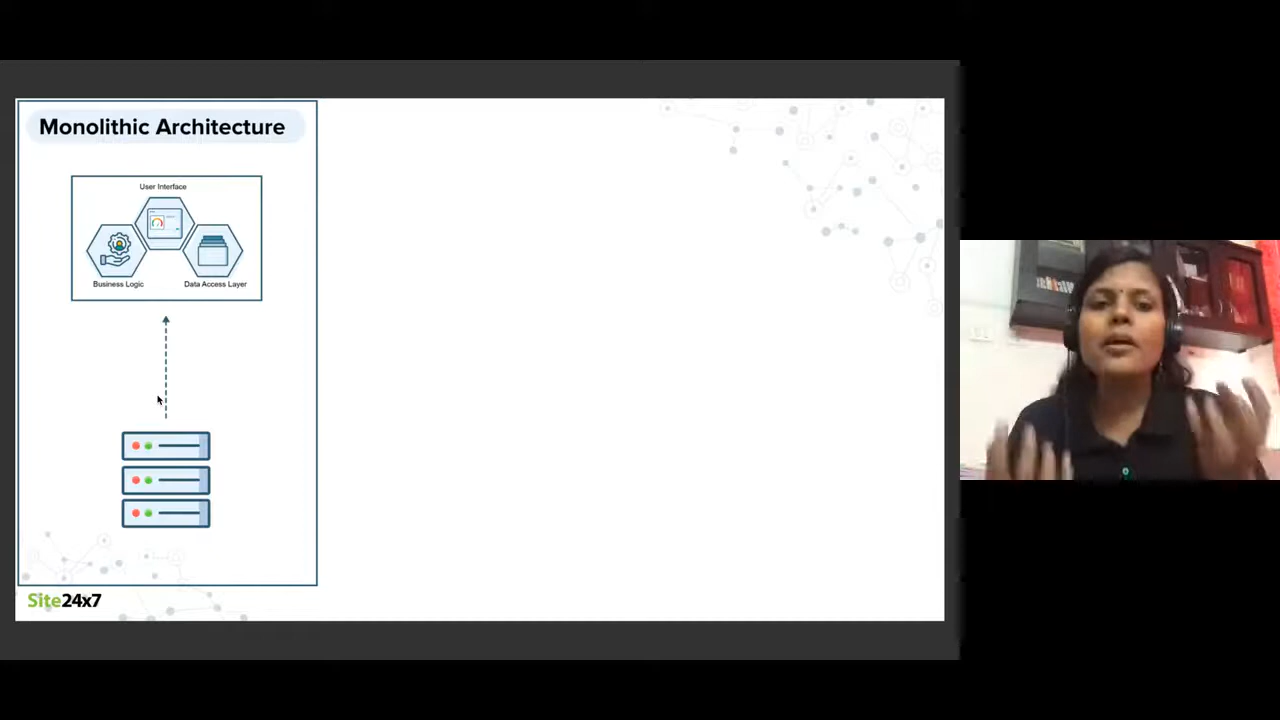 Monolithic Architecture
User Interface
Business Logic
Data Access Layer
Site24x7